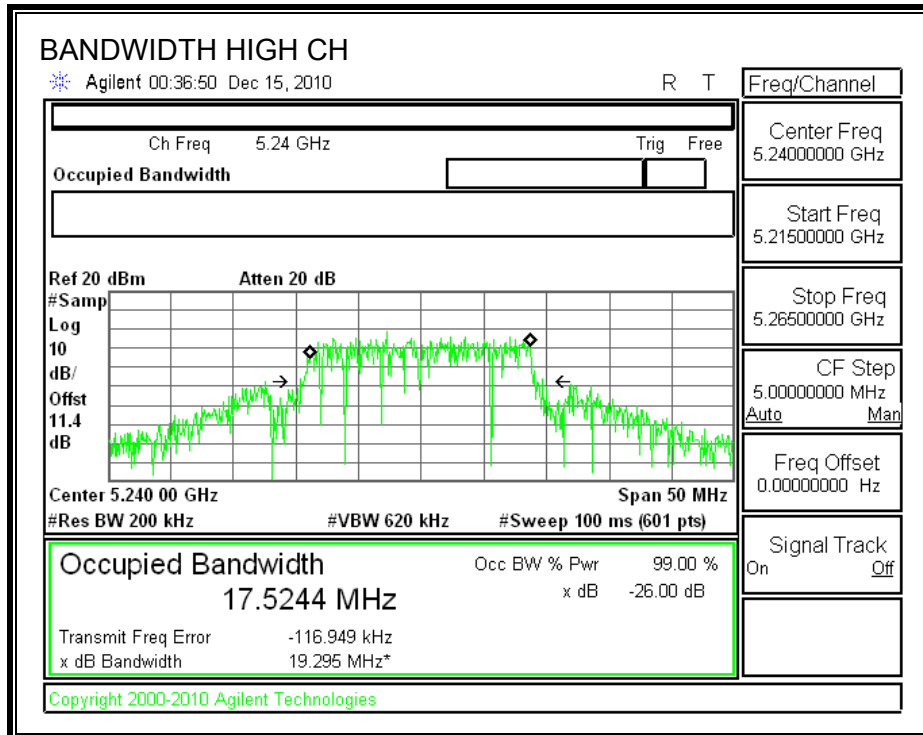 BANDWIDTH HIGH CH
Agilent 00:36:50 Dec 15, 2010 R T
Freq/Channel
Ch Freq 5.24 GHz Trig Free
Occupied Bandwidth
Center Freq
5.24000000 GHz
Start Freq
5.21500000 GHz
Stop Freq
5.26500000 GHz
CF Step
5.00000000 MHz
Auto Man
Freq Offset
0.00000000 Hz
Signal Track
On Off
Ref 20 dBm Atten 20 dB
#Samp
Log
10
dB/
Offst
11.4
dB
Center 5.240 00 GHz Span 50 MHz
#Res BW 200 kHz #VBW 620 kHz #Sweep 100 ms (601 pts)
Occupied Bandwidth Occ BW % Pwr 99.00 %
17.5244 MHz x dB -26.00 dB
Transmit Freq Error -116.949 kHz
x dB Bandwidth 19.295 MHz*
Copyright 2000-2010 Agilent Technologies